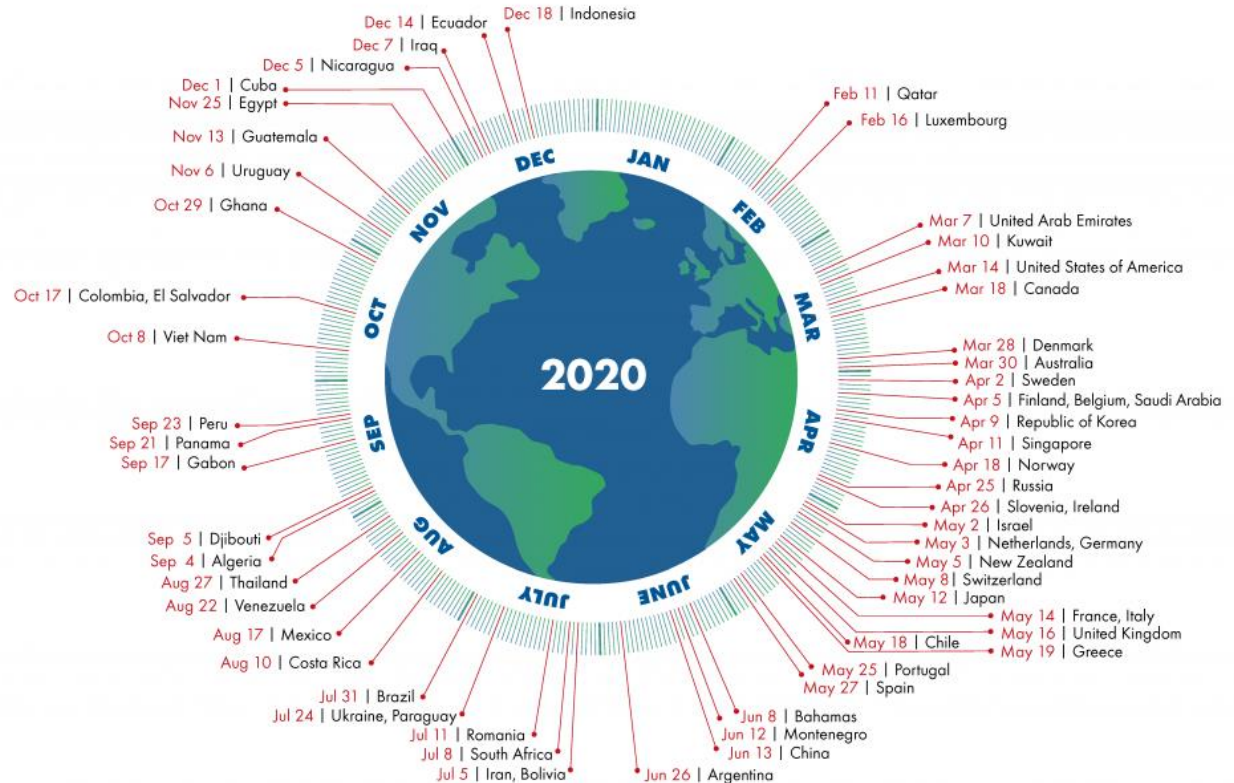 Dec 18 | Indonesia
Dec 14 | Ecuador
Dec 7 | Iraq
Dec 5 | Nicaragua
Dec 1 | Cuba
Nov 25 | Egypt
Nov 13 | Guatemala
Nov 6 | Uruguay
Oct 29 | Ghana
Oct 17 | Colombia, El Salvador
Oct 8 | Viet Nam
Sep 23 | Peru
Sep 21 | Panama
Sep 17 | Gabon
Sep 5 | Djibouti
Sep 4 | Algeria
Aug 27 | Thailand
Aug 22 | Venezuela
Aug 17 | Mexico
Aug 10 | Costa Rica
Jul 31 | Brazil
Jul 24 | Ukraine, Paraguay
Jul 11 | Romania
Jul 8 | South Africa
Jul 5 | Iran, Bolivia
DEC
JAN
NOV
FEB
OCT
MAR
2020
SEP
APR
AUG
MAY
JULY
JUNE
Feb 11 | Qatar
Feb 16 | Luxembourg
Mar 7 | United Arab Emirates
Mar 10 | Kuwait
Mar 14 | United States of America
Mar 18 | Canada
Mar 28 | Denmark
Mar 30 | Australia
Apr 2 | Sweden
Apr 5 | Finland, Belgium, Saudi Arabia
Apr 9 | Republic of Korea
Apr 11 | Singapore
Apr 18 | Norway
Apr 25 | Russia
Apr 26 | Slovenia, Ireland
May 2 | Israel
May 3 | Netherlands, Germany
May 5 | New Zealand
May 8 | Switzerland
May 12 | Japan
May 14 | France, Italy
May 16 | United Kingdom
May 18 | Chile
May 19 | Greece
May 25 | Portugal
May 27 | Spain
Jun 8 | Bahamas
Jun 12 | Montenegro
Jun 13 | China
Jun 26 | Argentina